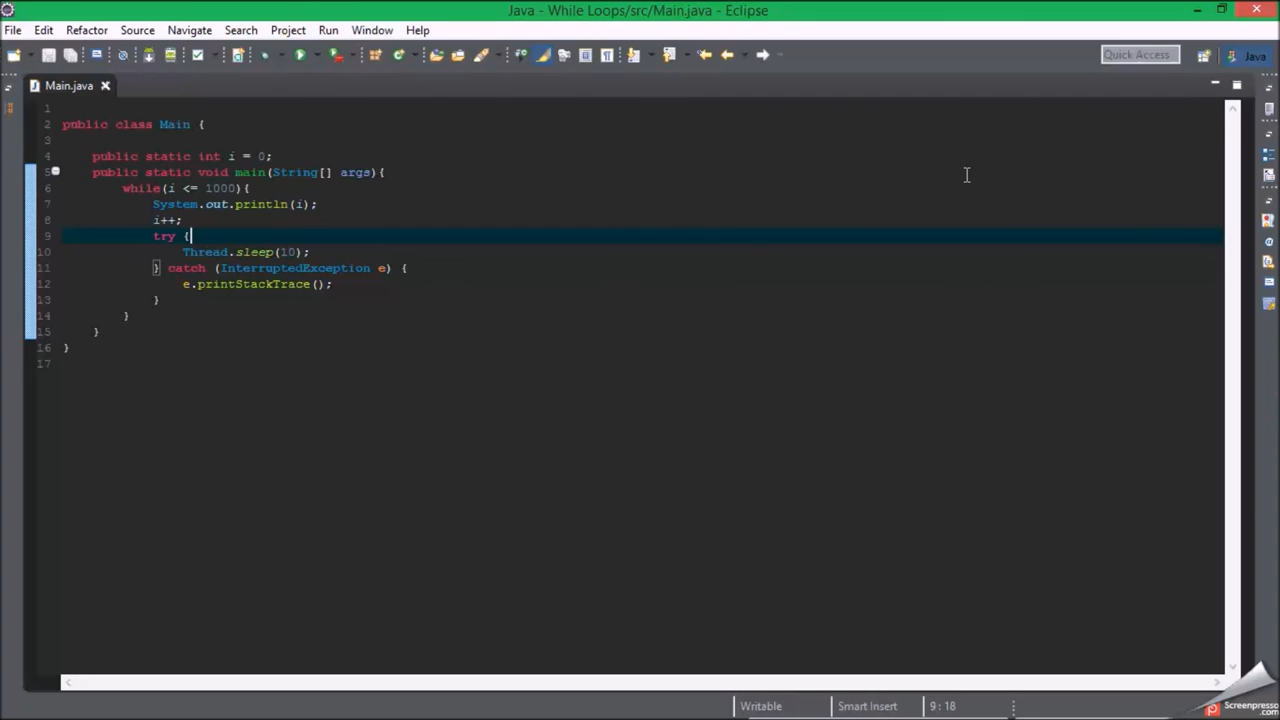 Java - While Loops/src/Main.java - Eclipse
File Edit Refactor Source Navigate Search Project Run Window Help
Quick Access
Java
Main.java
1
2 public class Main {
3
4 public static int i = 0;
5 public static void main(String[] args){
6 while(i <= 1000){
7 System.out.println(i);
8 i++;
9 try {
10 Thread.sleep(10);
11 } catch (InterruptedException e) {
12 e.printStackTrace();
13 }
14 }
15 }
16 }
17
Writable Smart Insert 9 : 18
Screenpresso
.com